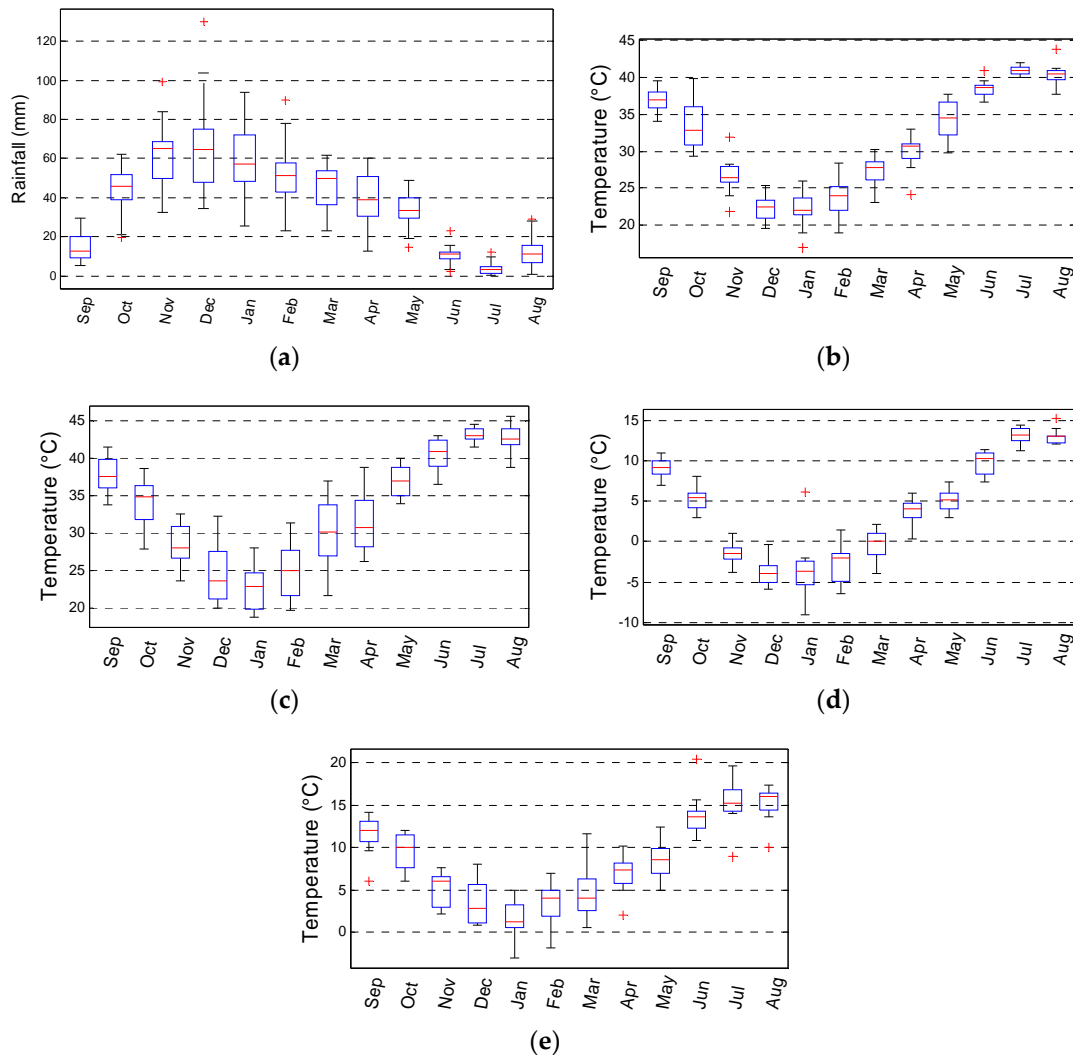 120
100
80
60
40
20
0
Rainfall (mm)
Sep Oct Nov Dec Jan Feb Mar Apr May Jun Jul Aug
(a)
45
40
35
30
25
20
Temperature (°C)
Sep Oct Nov Dec Jan Feb Mar Apr May Jun Jul Aug
(b)
45
40
35
30
25
20
Temperature (°C)
Sep Oct Nov Dec Jan Feb Mar Apr May Jun Jul Aug
(c)
15
10
5
0
-5
-10
Temperature (°C)
Sep Oct Nov Dec Jan Feb Mar Apr May Jun Jul Aug
(d)
20
15
10
5
0
Temperature (°C)
Sep Oct Nov Dec Jan Feb Mar Apr May Jun Jul Aug
(e)